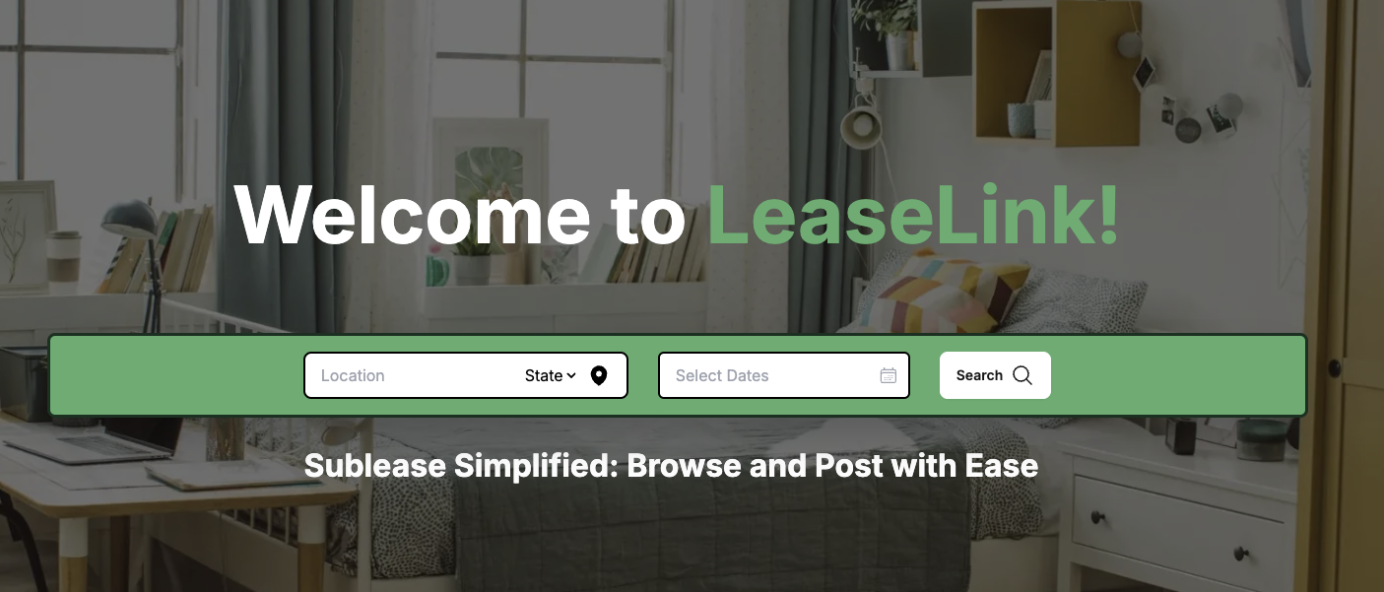 Welcome to LeaseLink!
Location State
Select Dates
Search
Sublease Simplified: Browse and Post with Ease